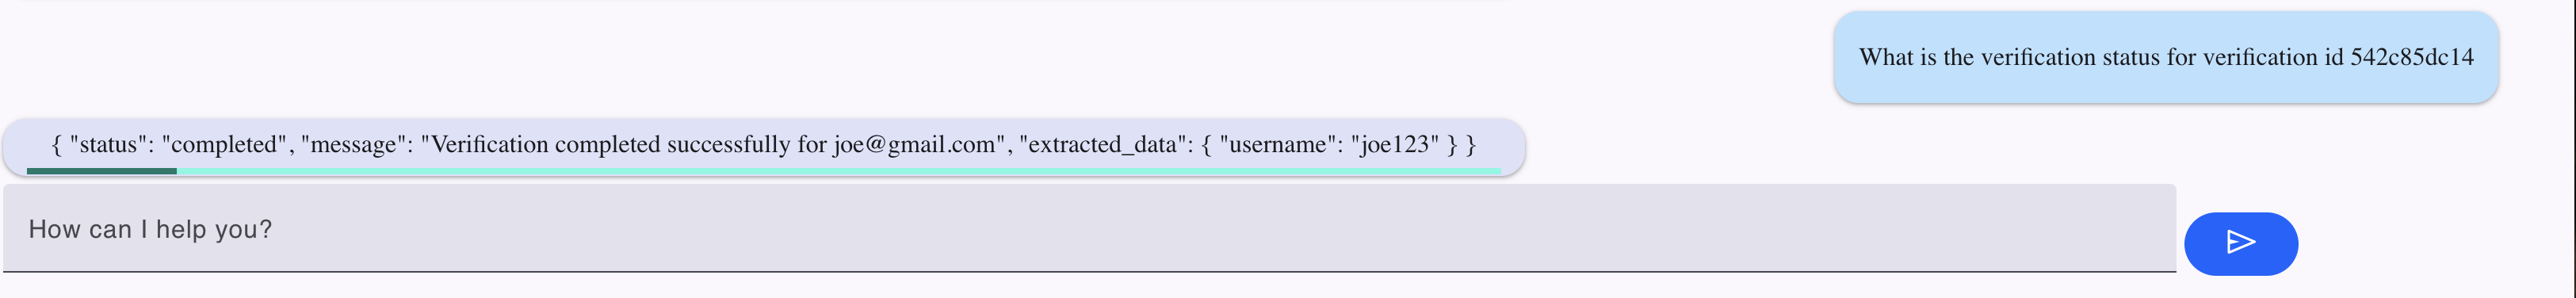 What is the verification status for verification id 542c85dc14
{ "status": "completed", "message": "Verification completed successfully for joe@gmail.com", "extracted_data": { "username": "joe123" } }
How can I help you?